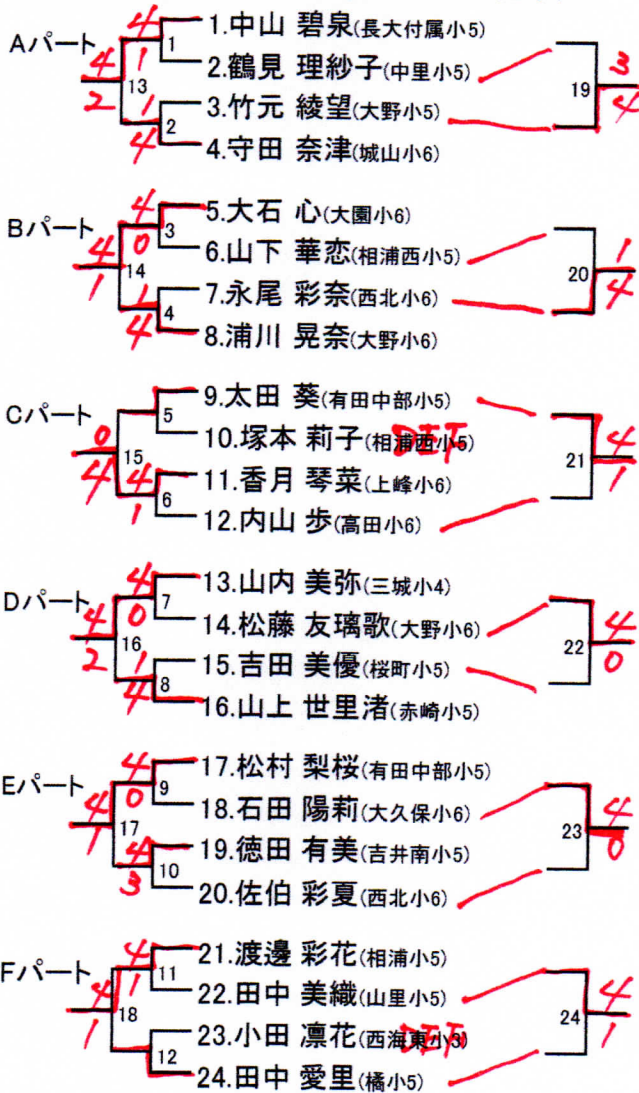 Aパート
4
1
1.中山 碧泉(長大付属小5)
1
2.鶴見 理紗子(中里小5)
4
2
13
1
4
3.竹元 綾望(大野小5)
2
4.守田 奈津(城山小6)
19
3
4
Bパート
4
0
5.大石 心(大園小6)
3
6.山下 華恋(相浦西小5)
4
1
14
1
4
7.永尾 彩奈(西北小6)
4
8.浦川 晃奈(大野小6)
20
1
4
Cパート
9.太田 葵(有田中部小5)
5
10.塚本 莉子(相浦西小5)
DEF
0
4
15
4
1
11.香月 琴菜(上峰小6)
6
12.内山 歩(高田小6)
21
4
1
Dパート
4
0
13.山内 美弥(三城小4)
7
14.松藤 友璃歌(大野小6)
4
2
16
1
4
15.吉田 美優(桜町小5)
8
16.山上 世里渚(赤崎小5)
22
4
0
Eパート
4
0
17.松村 梨桜(有田中部小5)
9
18.石田 陽莉(大久保小6)
4
1
17
4
3
19.徳田 有美(吉井南小5)
10
20.佐伯 彩夏(西北小6)
23
4
0
Fパート
4
1
21.渡邊 彩花(相浦小5)
11
22.田中 美織(山里小5)
4
1
18
23.小田 凛花(西海東小3)
DEF
12
24.田中 愛里(橘小5)
24
4
1